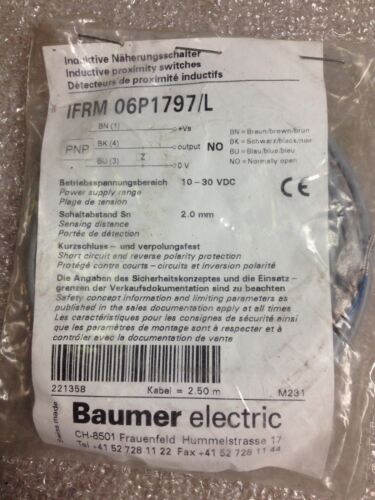 Induktive Näherungsschalter
Inductive proximity switches
Détecteurs de proximité inductifs
IFRM 06P1797/L
BN (1) +Vs
PNP BK (4) output NO
Z
BU (3) 0 V
BN = Braun/brown/brun
BK = Schwarz/black/noir
BU = Blau/blue/bleu
NO = Normally open
Betriebsspannungsbereich 10-30 VDC
Power supply range
Plage de tension
CE
Schaltabstand Sn 2.0 mm
Sensing distance
Portée de détection
Kurzschluss - und verpolungsfest
Short circuit and reverse polarity protection
Protégé contre courts-circuits et inversion polarité
Die Angaben des Sicherheitskonzeptes und die Einsatz-
grenzen der Verkaufsdokumentation sind zu beachten
Safety concept information and limiting parameters as
published in the sales documentation apply at all times
Les caractéristiques pour les consignes de sécurité ainsi
que les paramètres de montage sont à respecter et à
contrôler avec la documentation de vente
221358 Kabel = 2.50 m M231
Swiss made
Baumer electric
CH-8501 Frauenfeld Hummelstrasse 17
Tel +41 52 728 11 22 Fax +41 52 728 11 44